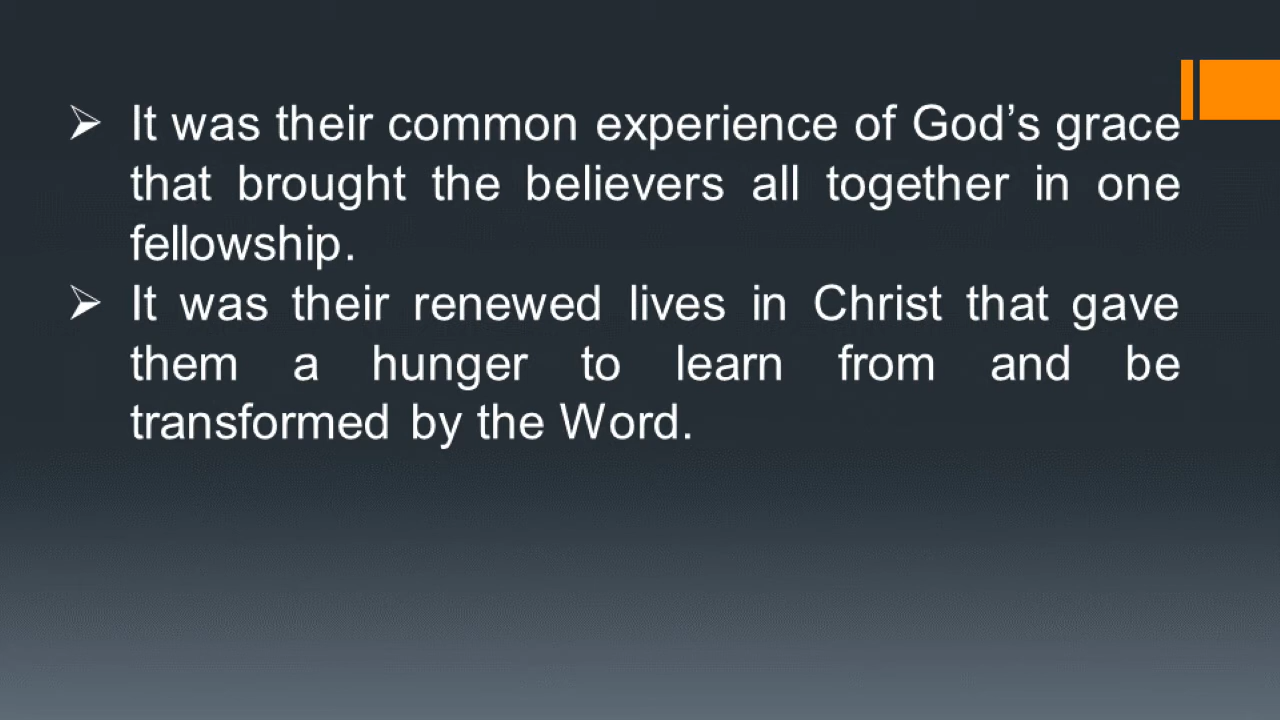 ➢ It was their common experience of God’s grace
that brought the believers all together in one
fellowship.
➢ It was their renewed lives in Christ that gave
them a hunger to learn from and be
transformed by the Word.